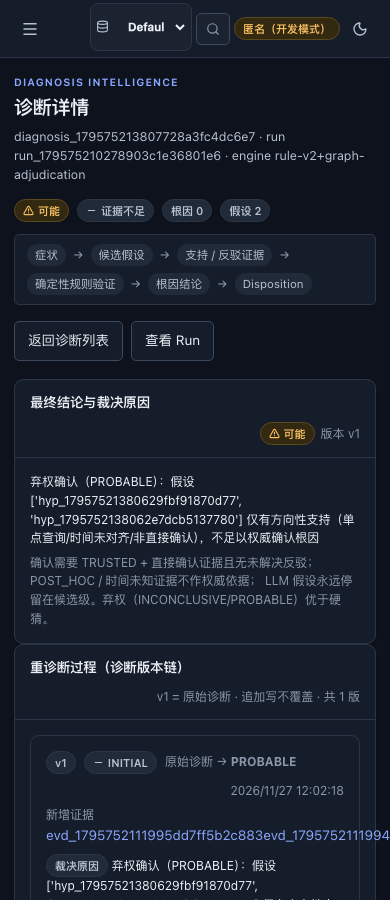 Defaul
匿名（开发模式）
DIAGNOSIS INTELLIGENCE
诊断详情
diagnosis_179575213807728a3fc4dc6e7 · run
run_179575210278903c1e36801e6 · engine rule-v2+graph-
adjudication
可能
证据不足
根因 0
假设 2
症状 → 候选假设 → 支持 / 反驳证据 →
确定性规则验证 → 根因结论 → Disposition
返回诊断列表
查看 Run
最终结论与裁决原因
可能 版本 v1
弃权确认（PROBABLE）：假设
['hyp_17957521380629fbf91870d77',
'hyp_1795752138062e7dcb5137780'] 仅有方向性支持（单
点查询/时间未对齐/非直接确认），不足以权威确认根因
确认需要 TRUSTED + 直接确认证据且无未解决反驳；
POST_HOC / 时间未知证据不作权威依据； LLM 假设永远停
留在候选级。弃权（INCONCLUSIVE/PROBABLE）优于硬
猜。
重诊断过程（诊断版本链）
v1 = 原始诊断 · 追加写不覆盖 · 共 1 版
v1 INITIAL 原始诊断 → PROBABLE
2026/11/27 12:02:18
新增证据
evd_1795752111995dd7ff5b2c883evd_1795752111994
裁决原因 弃权确认（PROBABLE）：假设
['hyp_17957521380629fbf91870d77',